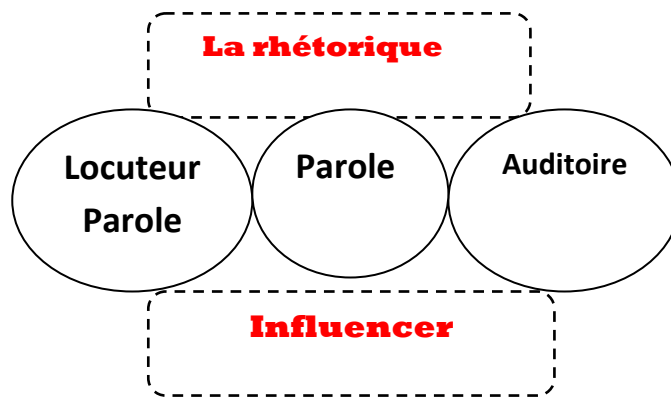 La rhétorique
Locuteur
Parole
Parole
Auditoire
Influencer